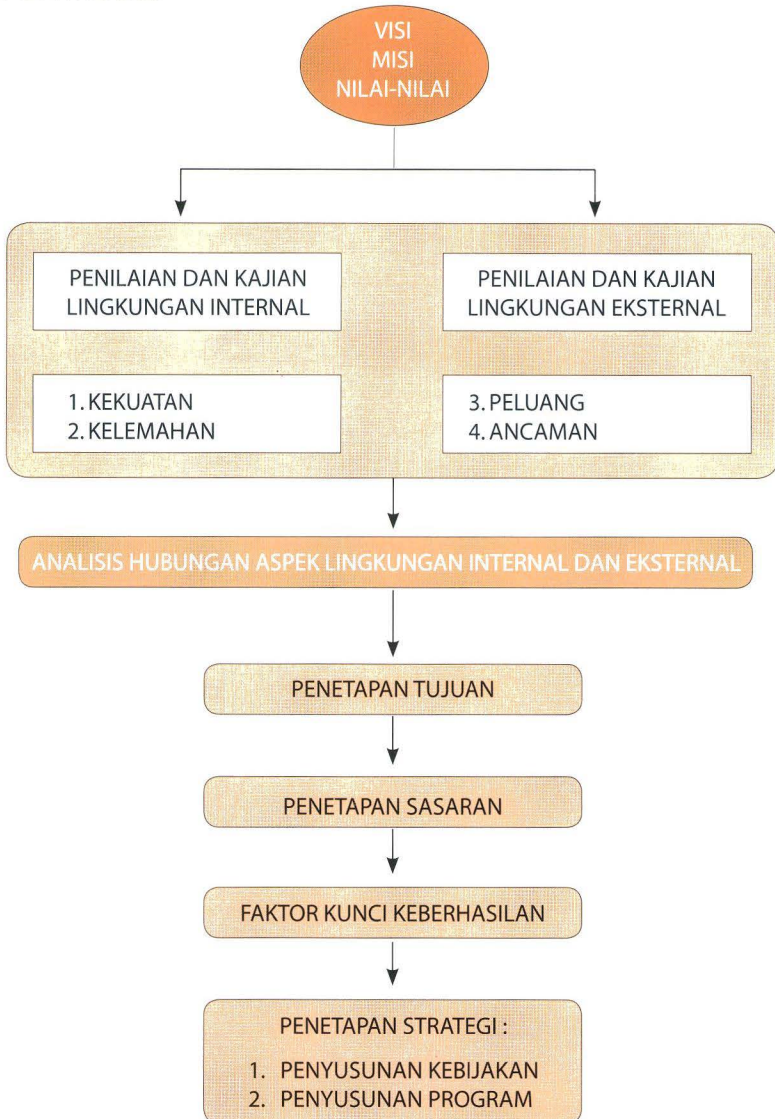 VISI
MISI
NILAI-NILAI
PENILAIAN DAN KAJIAN
LINGKUNGAN INTERNAL
PENILAIAN DAN KAJIAN
LINGKUNGAN EKSTERNAL
1. KEKUATAN
2. KELEMAHAN
3. PELUANG
4. ANCAMAN
ANALISIS HUBUNGAN ASPEK LINGKUNGAN INTERNAL DAN EKSTERNAL
PENETAPAN TUJUAN
PENETAPAN SASARAN
FAKTOR KUNCI KEBERHASILAN
PENETAPAN STRATEGI :
1. PENYUSUNAN KEBIJAKAN
2. PENYUSUNAN PROGRAM